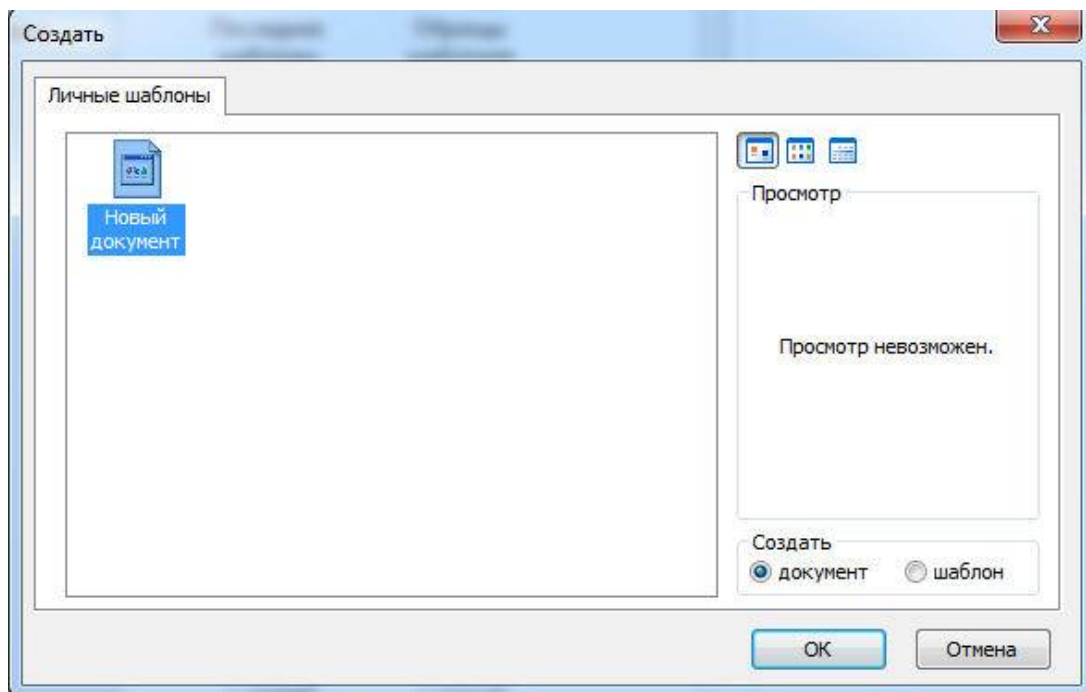 Создать
Личные шаблоны
Новый
документ
Просмотр
Просмотр невозможен.
Создать
документ шаблон
OK Отмена